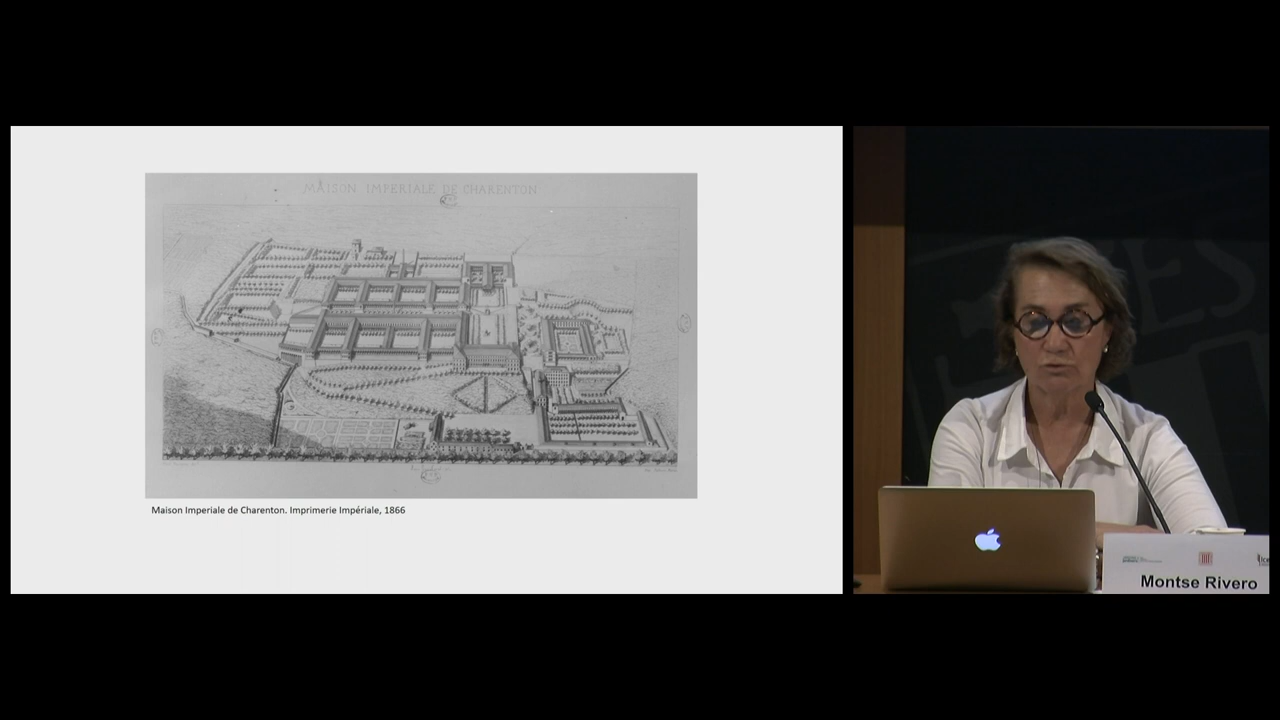 MAISON IMPERIALE DE CHARENTON
Maison Imperiale de Charenton. Imprimerie Impériale, 1866
Montse Rivero